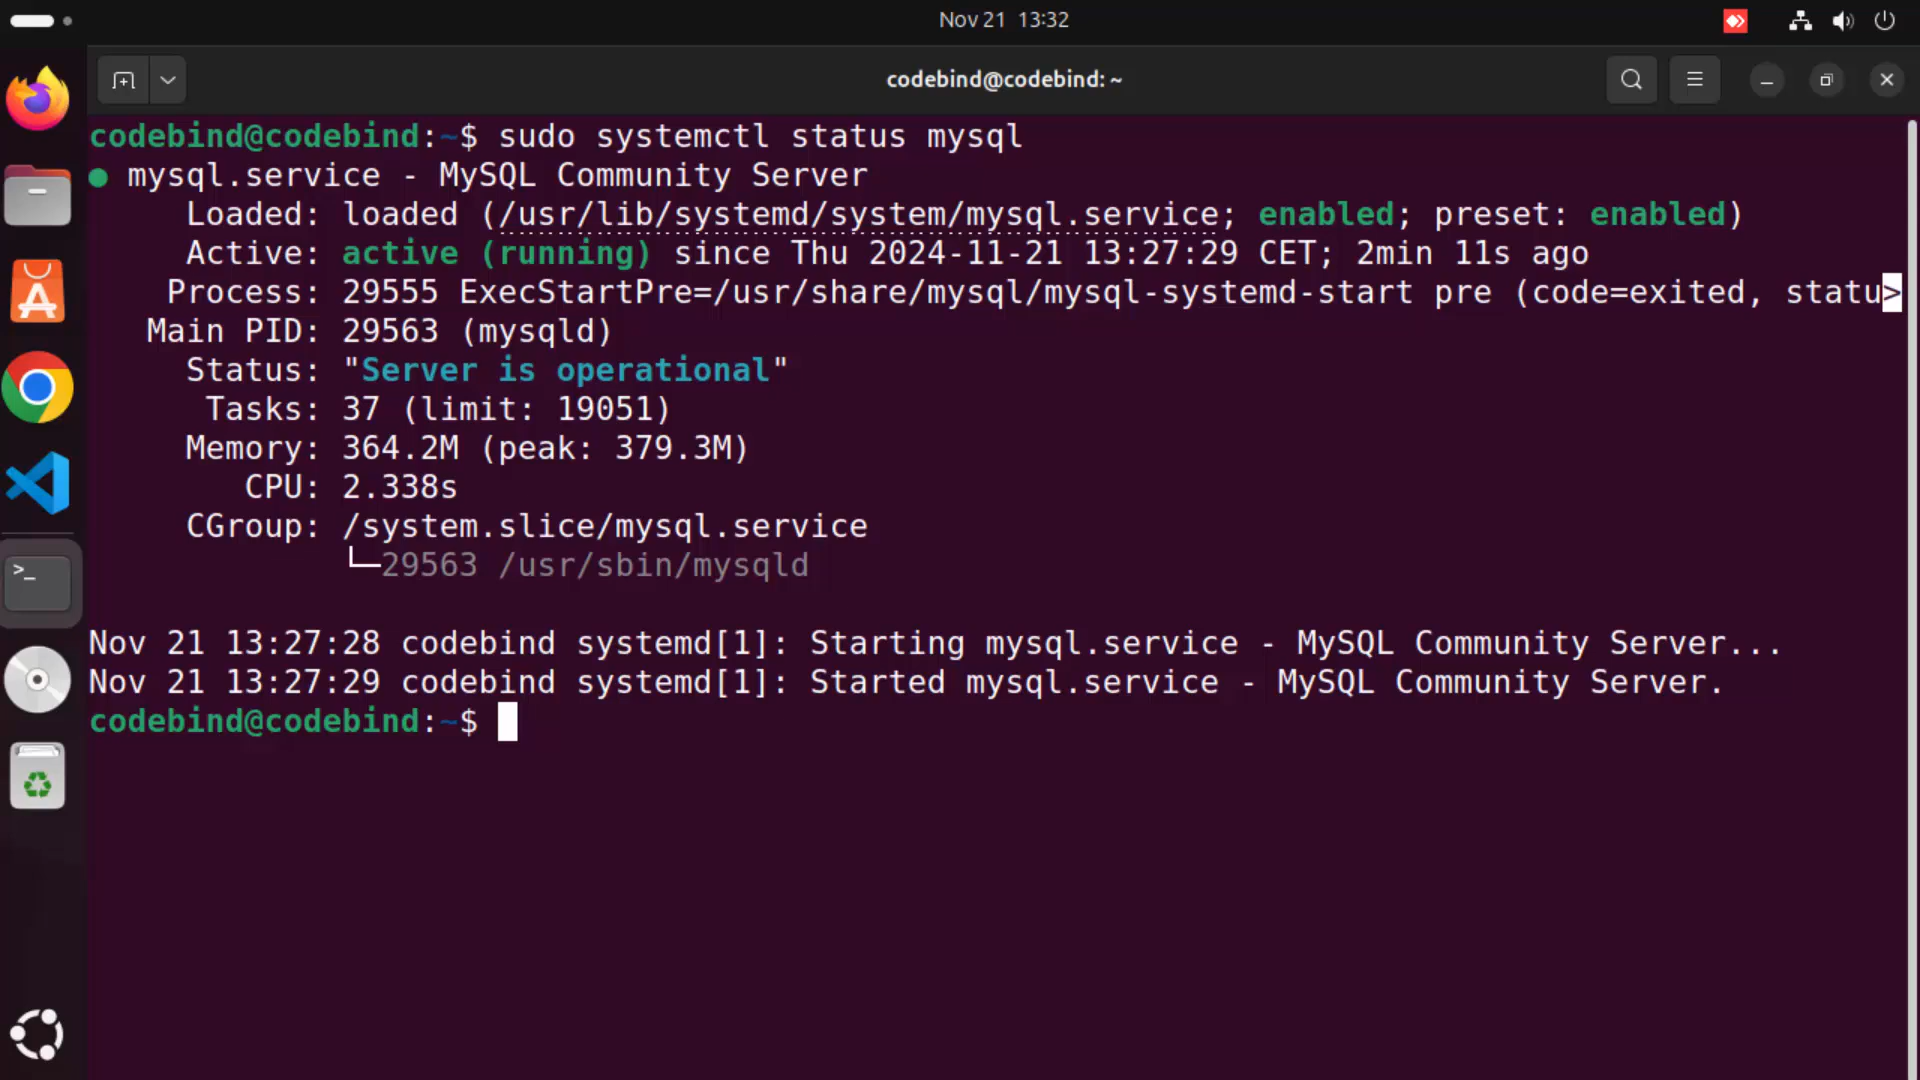 Nov 21  13:32
codebind@codebind: ~
codebind@codebind:~$ sudo systemctl status mysql
● mysql.service - MySQL Community Server
     Loaded: loaded (/usr/lib/systemd/system/mysql.service; enabled; preset: enabled)
     Active: active (running) since Thu 2024-11-21 13:27:29 CET; 2min 11s ago
    Process: 29555 ExecStartPre=/usr/share/mysql/mysql-systemd-start pre (code=exited, statu>
   Main PID: 29563 (mysqld)
     Status: "Server is operational"
      Tasks: 37 (limit: 19051)
     Memory: 364.2M (peak: 379.3M)
        CPU: 2.338s
     CGroup: /system.slice/mysql.service
             └─29563 /usr/sbin/mysqld
Nov 21 13:27:28 codebind systemd[1]: Starting mysql.service - MySQL Community Server...
Nov 21 13:27:29 codebind systemd[1]: Started mysql.service - MySQL Community Server.
codebind@codebind:~$